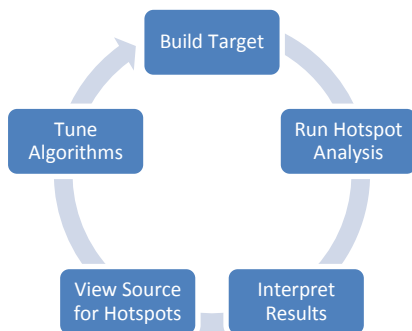 Build Target
Run Hotspot
Analysis
Interpret
Results
View Source
for Hotspots
Tune
Algorithms